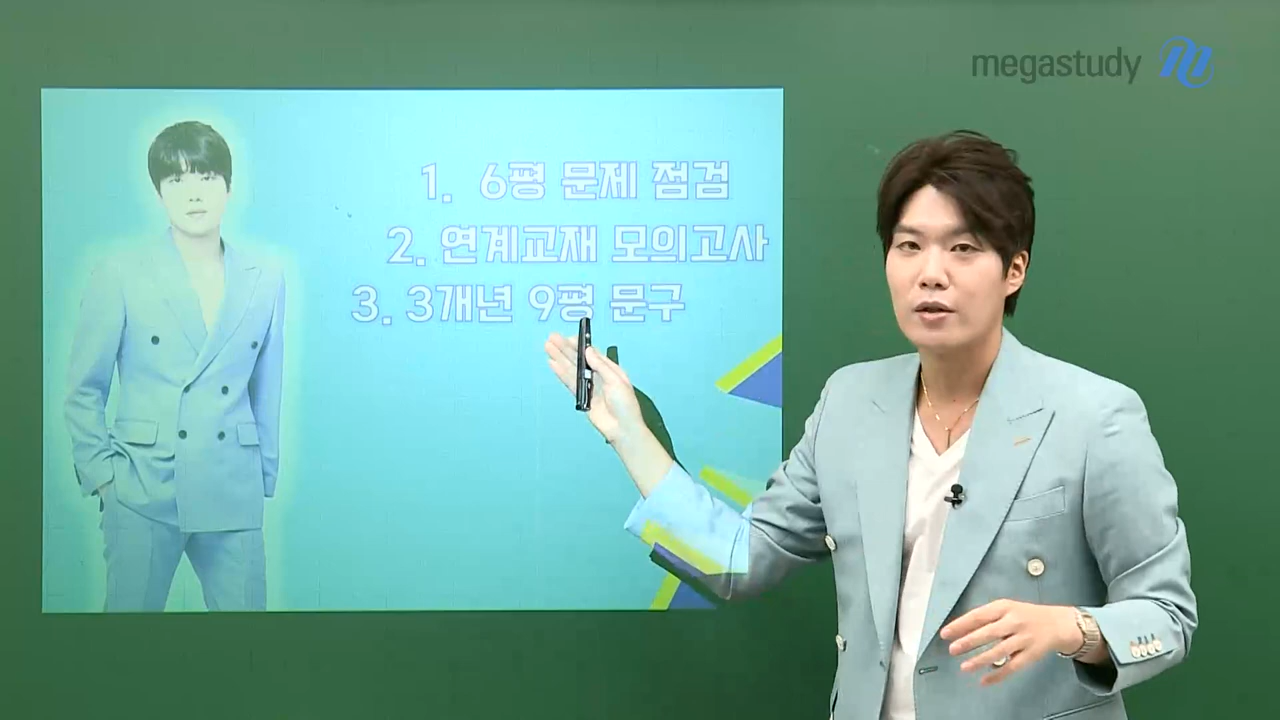 megastudy
1. 6평 문제 점검
2. 연계교재 모의고사
3. 3개년 9평 문구